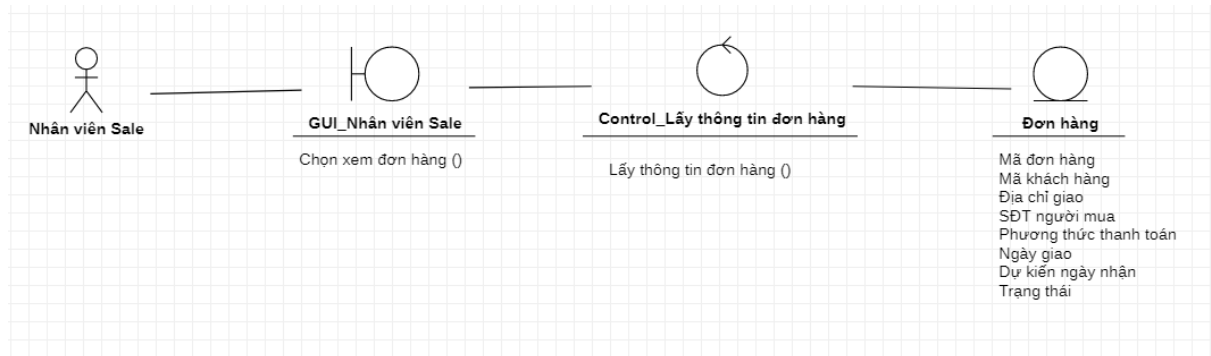 Nhân viên Sale
GUI_Nhân viên Sale
Chọn xem đơn hàng ()
Control_Lấy thông tin đơn hàng
Lấy thông tin đơn hàng ()
Đơn hàng
Mã đơn hàng
Mã khách hàng
Địa chỉ giao
SĐT người mua
Phương thức thanh toán
Ngày giao
Dự kiến ngày nhận
Trạng thái